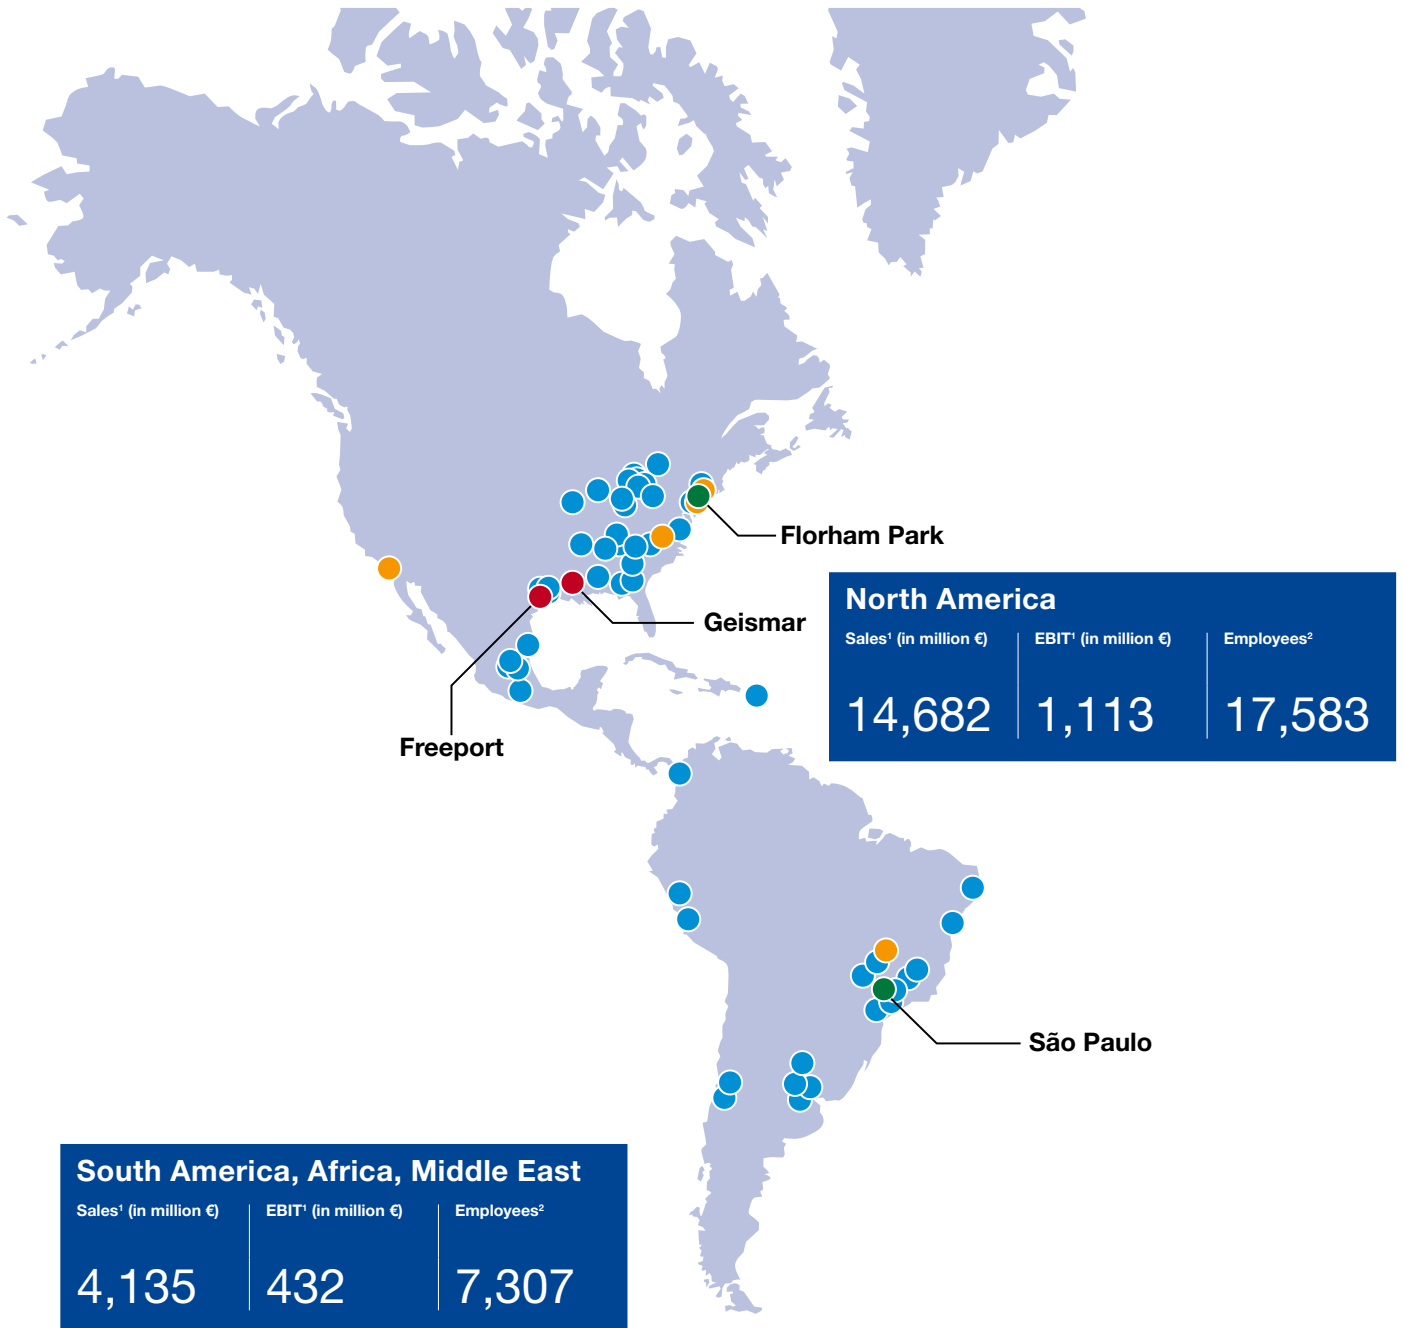 Florham Park
North America
Sales¹ (in million €) EBIT¹ (in million €) Employees²
14,682 1,113 17,583
Geismar
Freeport
São Paulo
South America, Africa, Middle East
Sales¹ (in million €) EBIT¹ (in million €) Employees²
4,135 432 7,307